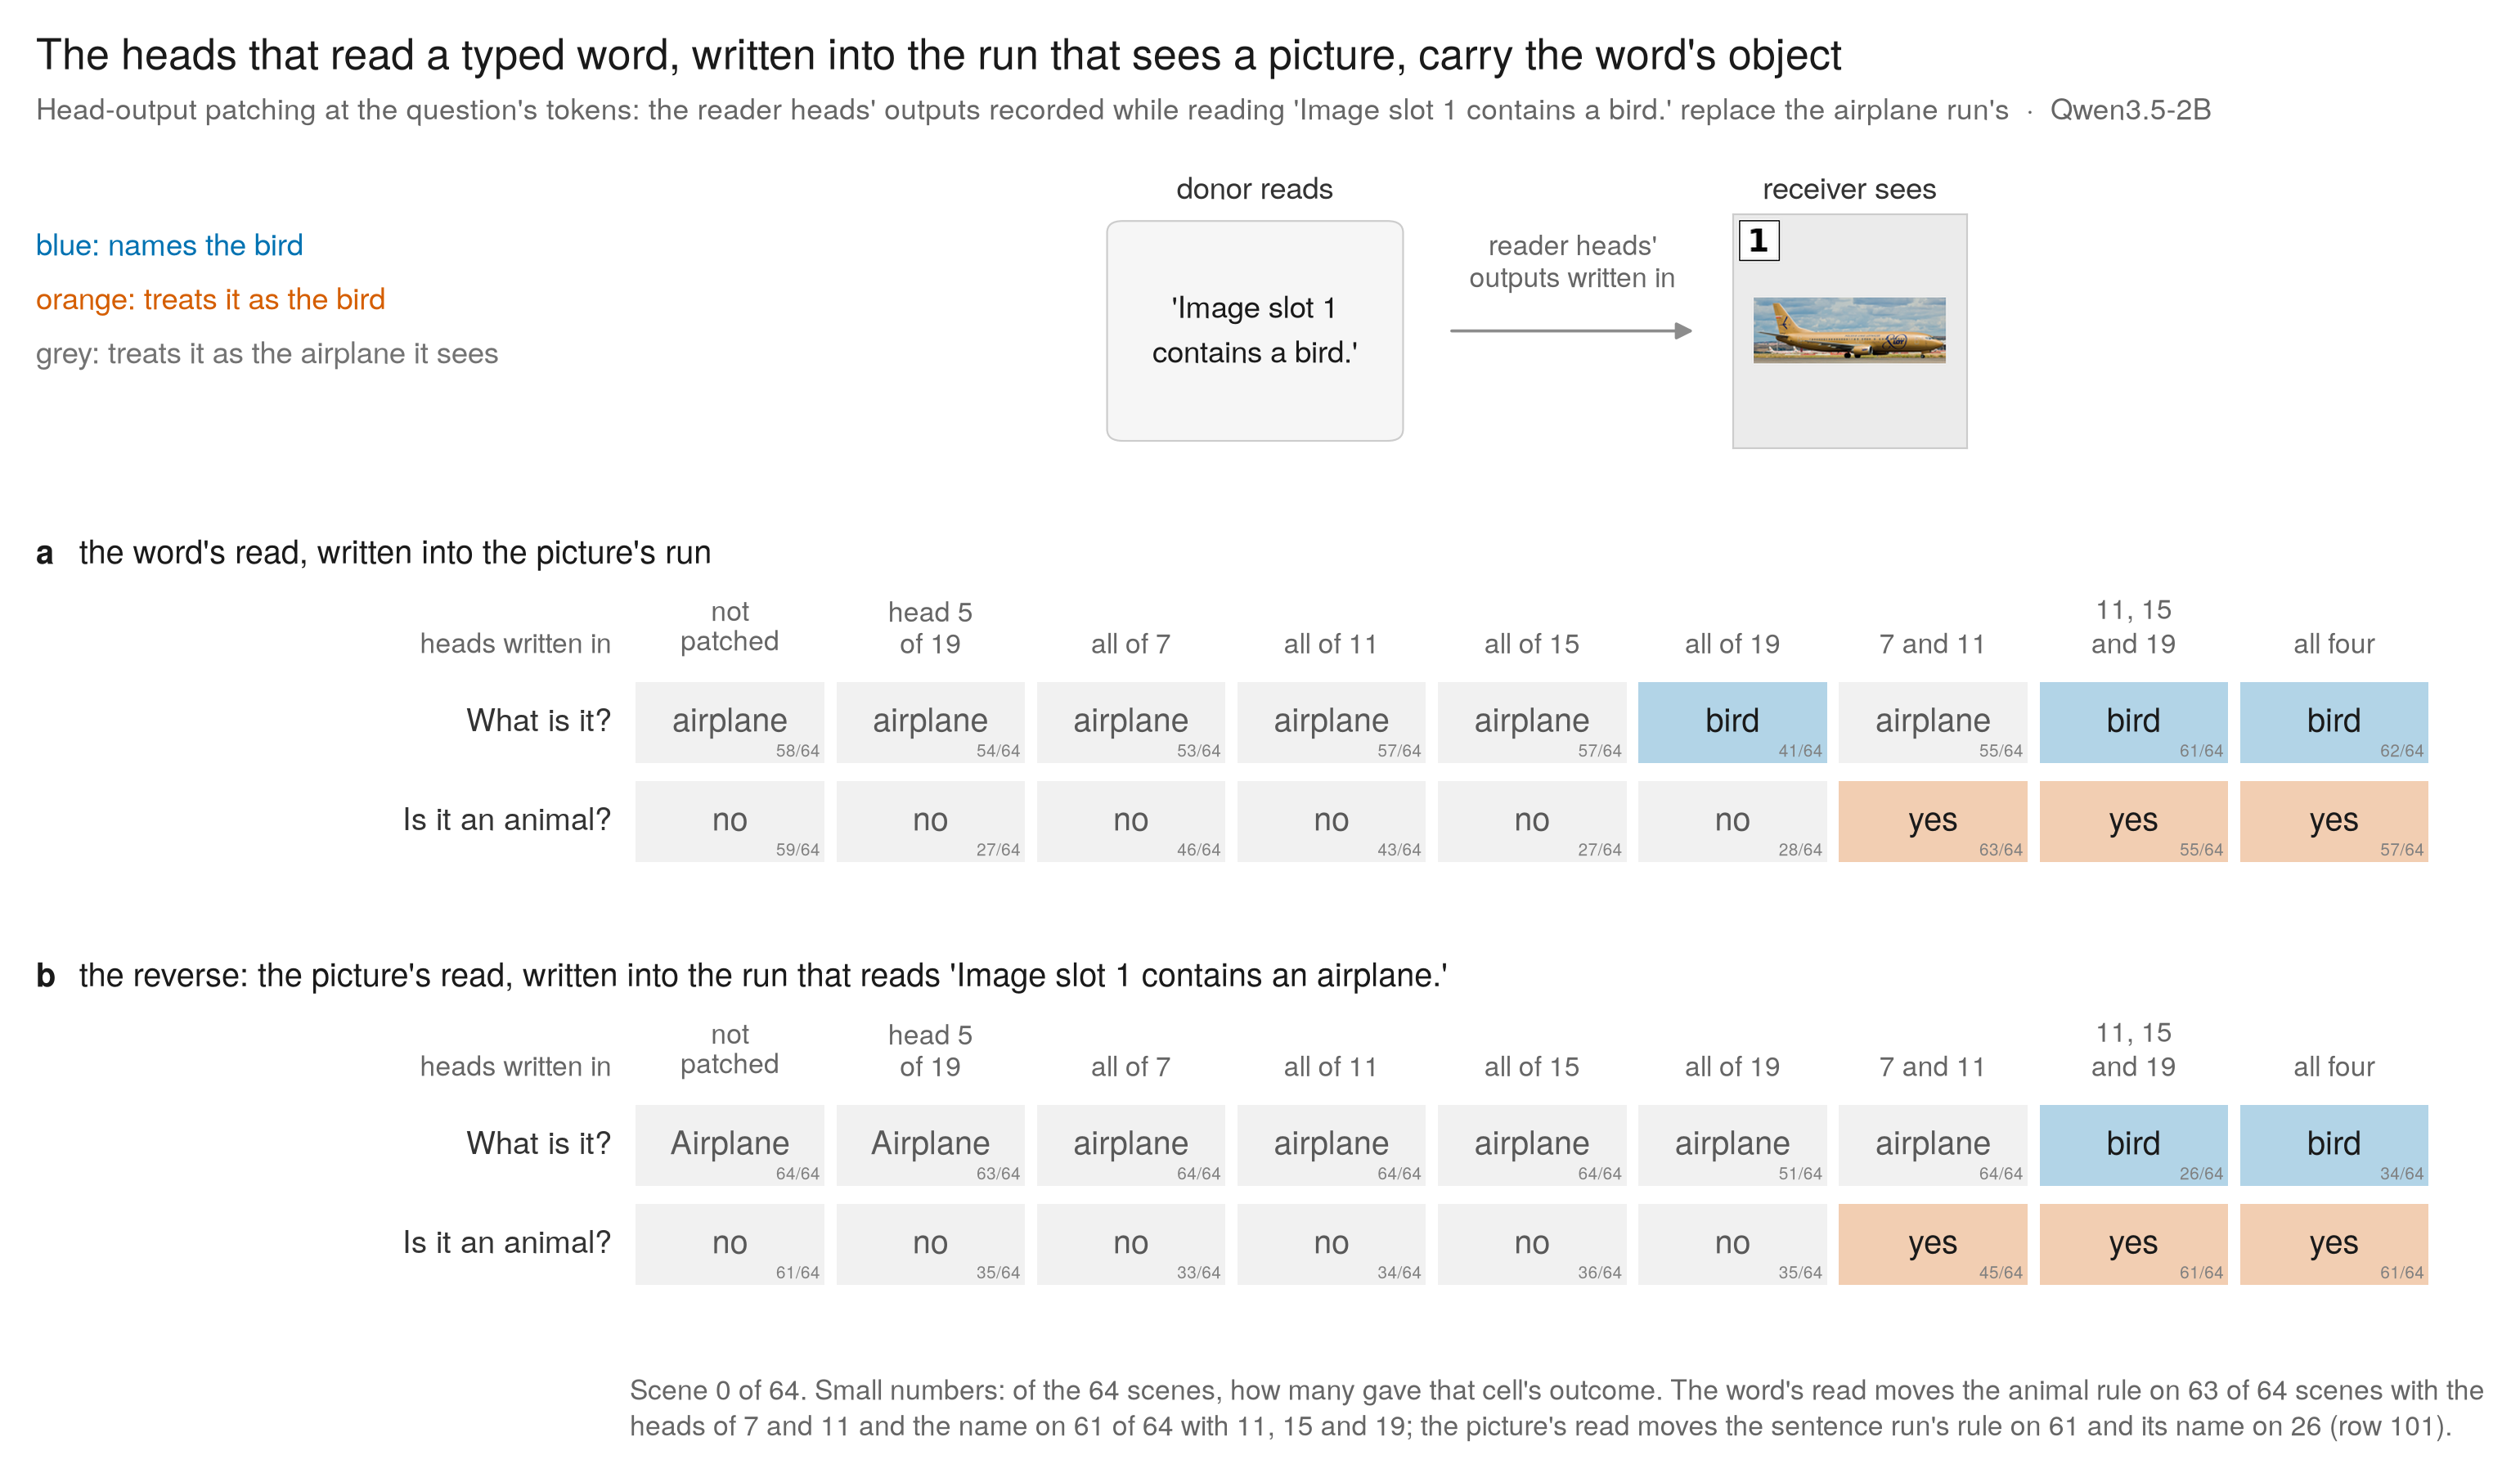 The heads that read a typed word, written into the run that sees a picture, carry the word's object
Head-output patching at the question's tokens: the reader heads' outputs recorded while reading 'Image slot 1 contains a bird.' replace the airplane run's · Qwen3.5-2B
donor reads
receiver sees
blue: names the bird
orange: treats it as the bird
grey: treats it as the airplane it sees
'Image slot 1
contains a bird.'
reader heads'
outputs written in
1
a the word's read, written into the picture's run
heads written in
not patched
head 5 of 19
all of 7
all of 11
all of 15
all of 19
7 and 11
11, 15 and 19
all four
What is it?
airplane 58/64
airplane 54/64
airplane 53/64
airplane 57/64
airplane 57/64
bird 41/64
airplane 55/64
bird 61/64
bird 62/64
Is it an animal?
no 59/64
no 27/64
no 46/64
no 43/64
no 27/64
no 28/64
yes 63/64
yes 55/64
yes 57/64
b the reverse: the picture's read, written into the run that reads 'Image slot 1 contains an airplane.'
heads written in
not patched
head 5 of 19
all of 7
all of 11
all of 15
all of 19
7 and 11
11, 15 and 19
all four
What is it?
Airplane 64/64
Airplane 63/64
airplane 64/64
airplane 64/64
airplane 64/64
airplane 51/64
airplane 64/64
bird 26/64
bird 34/64
Is it an animal?
no 61/64
no 35/64
no 33/64
no 34/64
no 36/64
no 35/64
yes 45/64
yes 61/64
yes 61/64
Scene 0 of 64. Small numbers: of the 64 scenes, how many gave that cell's outcome. The word's read moves the animal rule on 63 of 64 scenes with the
heads of 7 and 11 and the name on 61 of 64 with 11, 15 and 19; the picture's read moves the sentence run's rule on 61 and its name on 26 (row 101).